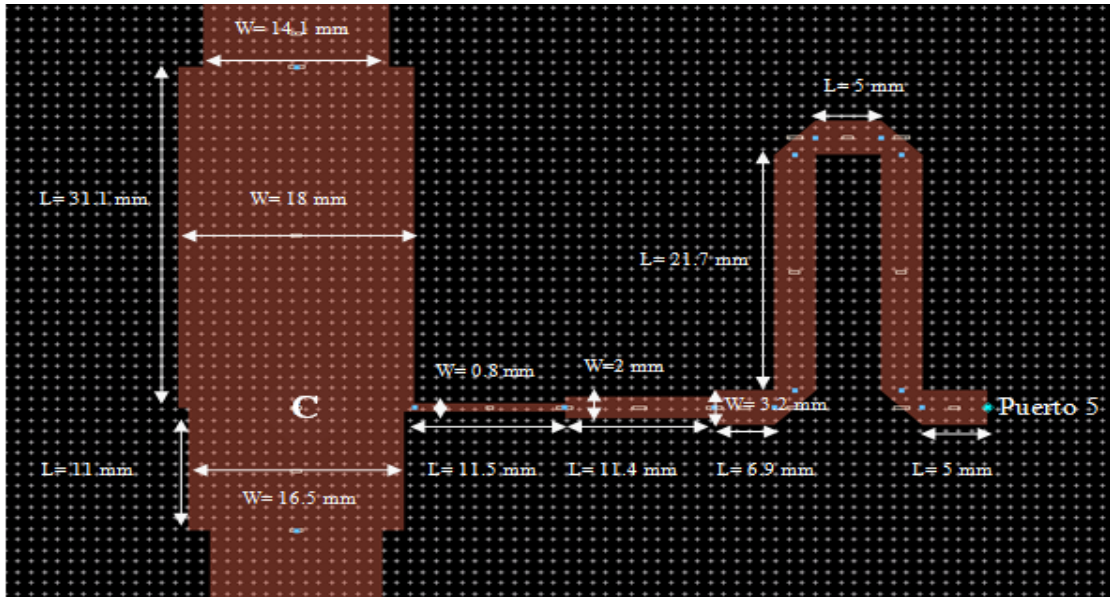 W= 14.1 mm
L= 5 mm
L= 31.1 mm
W= 18 mm
L= 21.7 mm
W= 0.8 mm
W=2 mm
C
W= 3.2 mm
Puerto 5
L= 11 mm
L= 11.5 mm
L= 11.4 mm
L= 6.9 mm
L= 5 mm
W= 16.5 mm